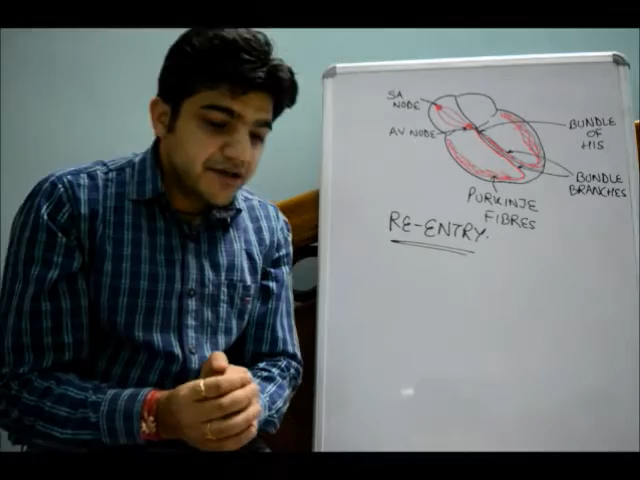 SA
NODE
AV NODE
BUNDLE
OF
HIS
BUNDLE
BRANCHES
PURKINJE
FIBRES
RE-ENTRY.